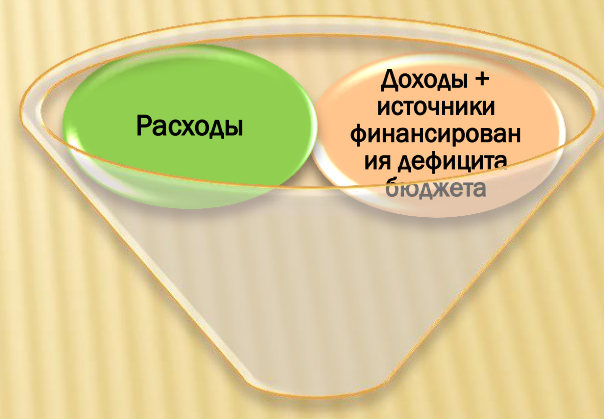 Расходы
Доходы +
источники
финансирован
ия дефицита
бюджета